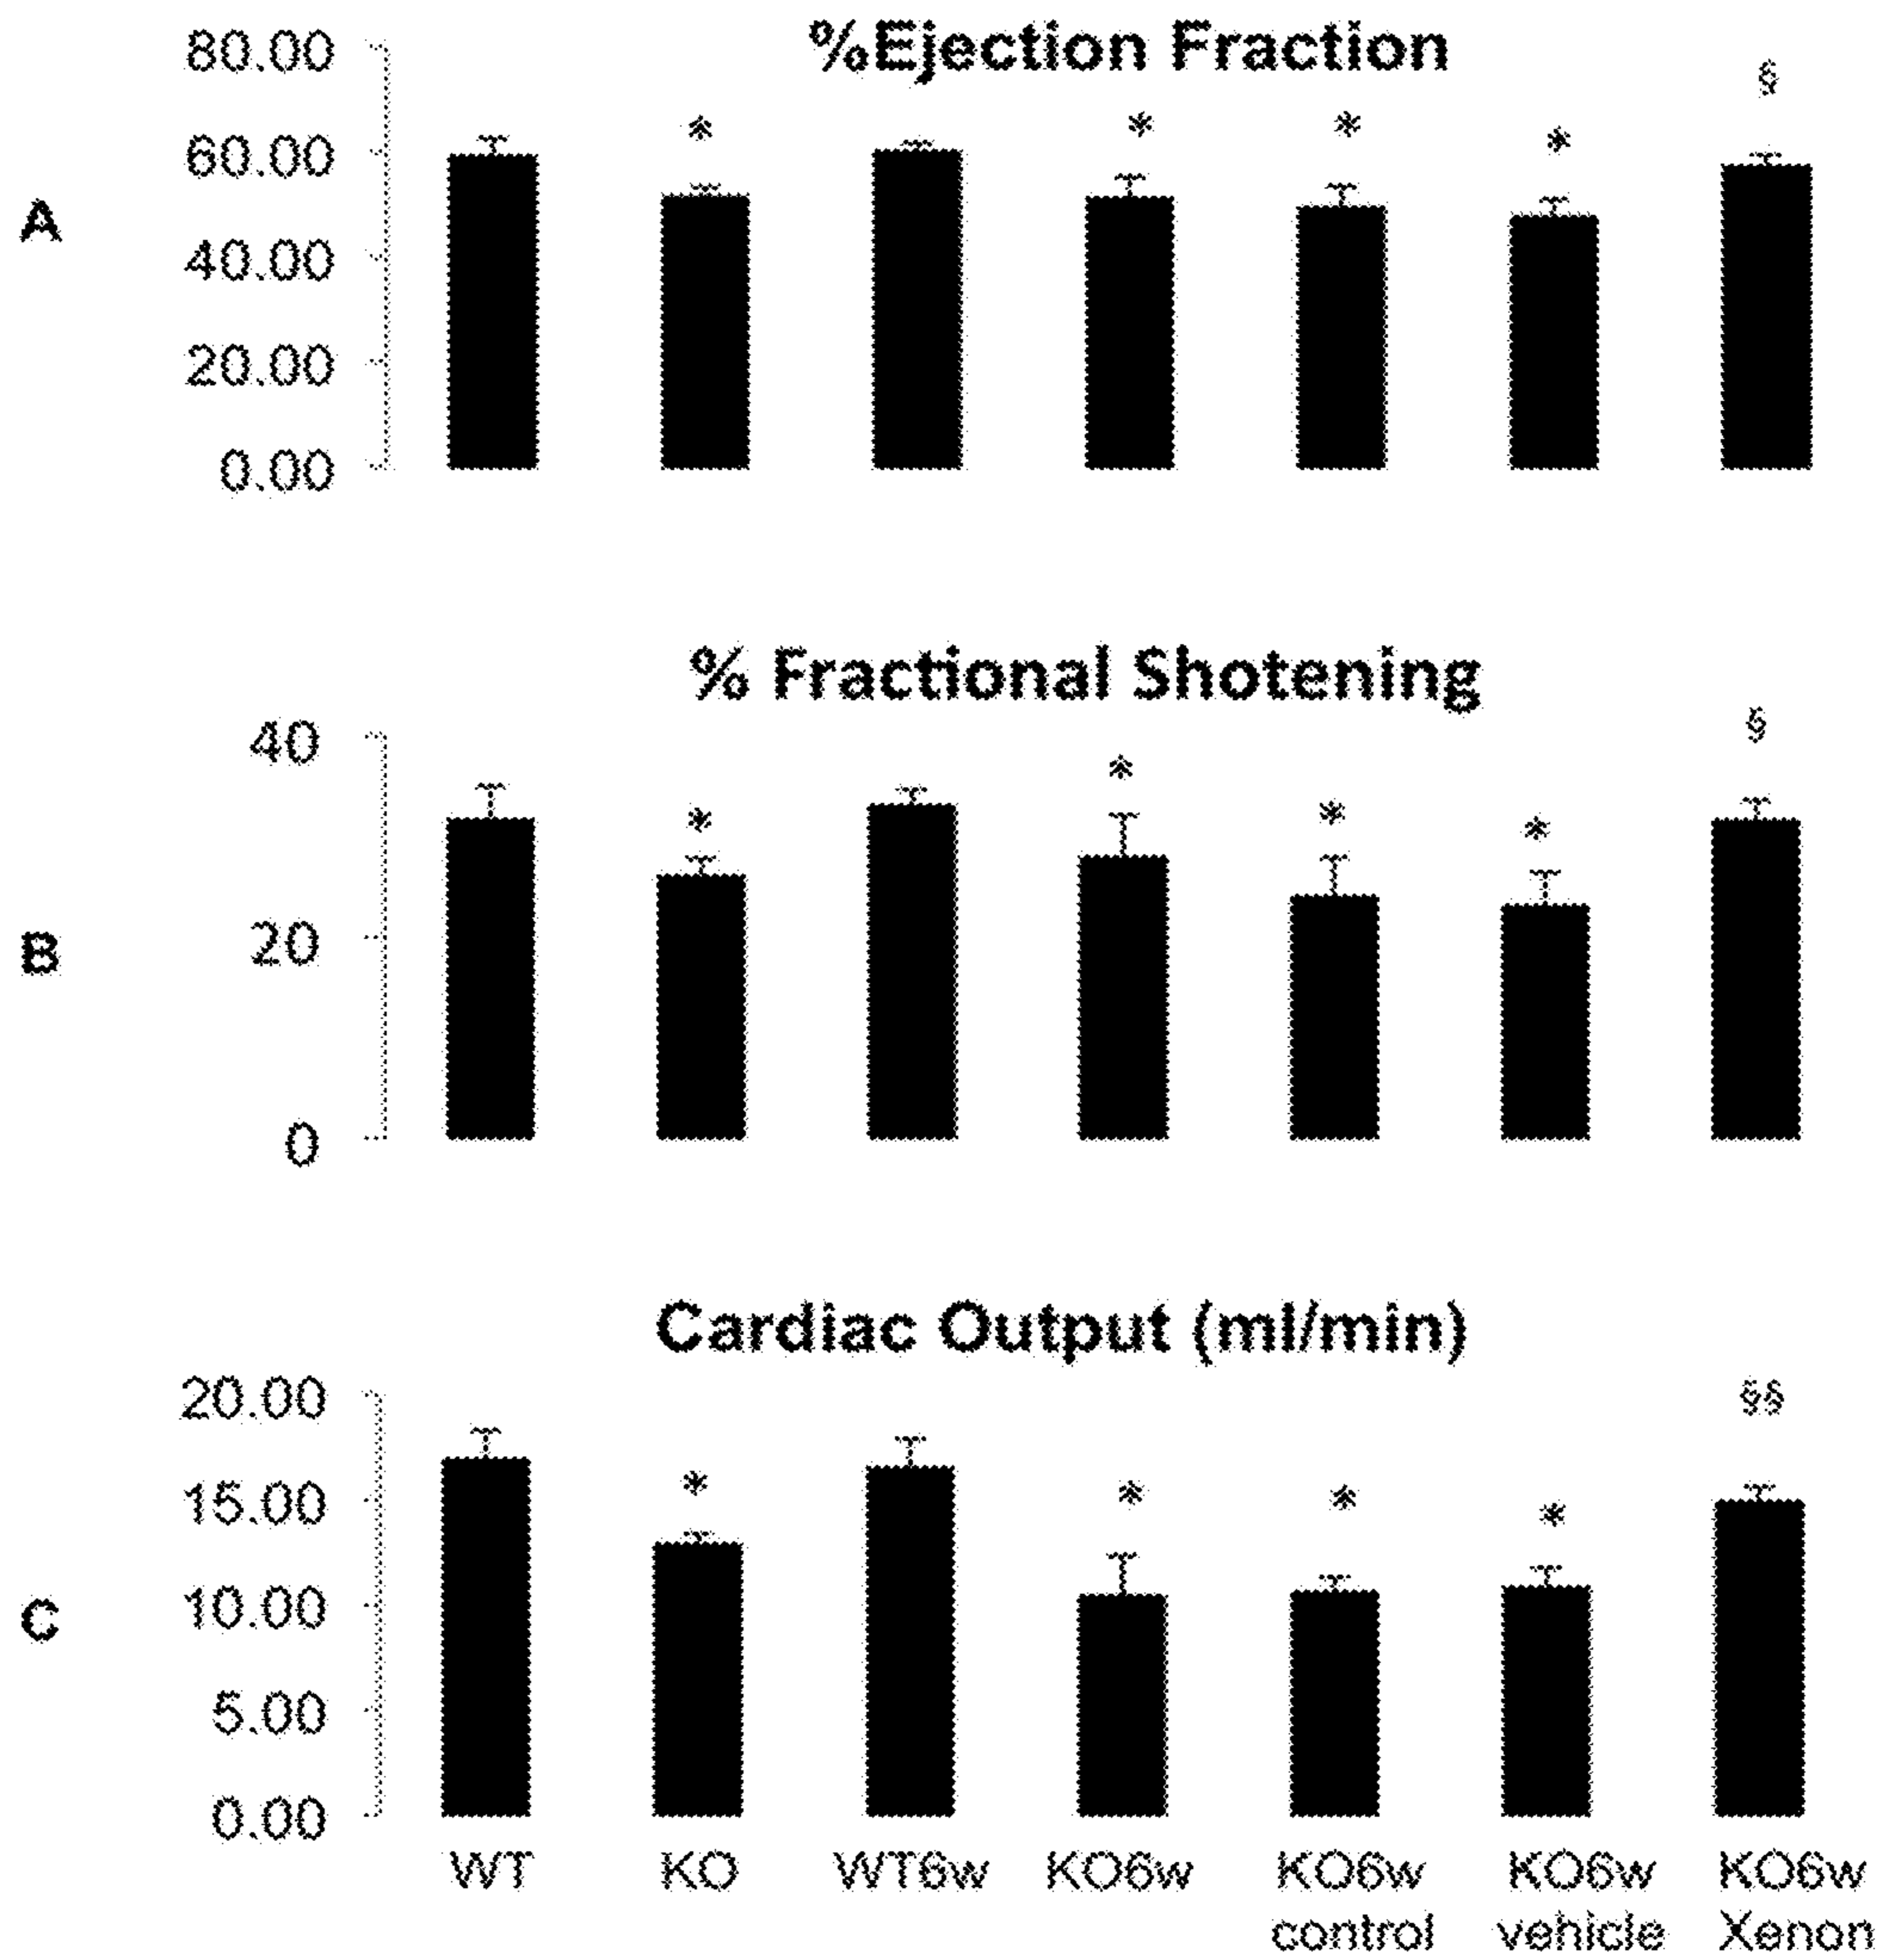 %Ejection Fraction
A
80.00
60.00
40.00
20.00
0.00
* * * * §
% Fractional Shotening
B
40
20
0
* * * * §
Cardiac Output (ml/min)
C
20.00
15.00
10.00
5.00
0.00
* * * * §§
WT KO WT6w KO6w KO6w KO6w KO6w
control vehicle Xenon